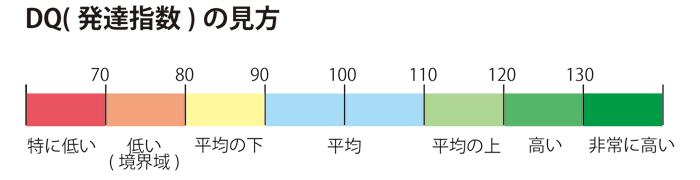 DQ( 発達指数 ) の見方
70 80 90 100 110 120 130
特に低い 低い 平均の下 平均 平均の上 高い 非常に高い
( 境界域 )